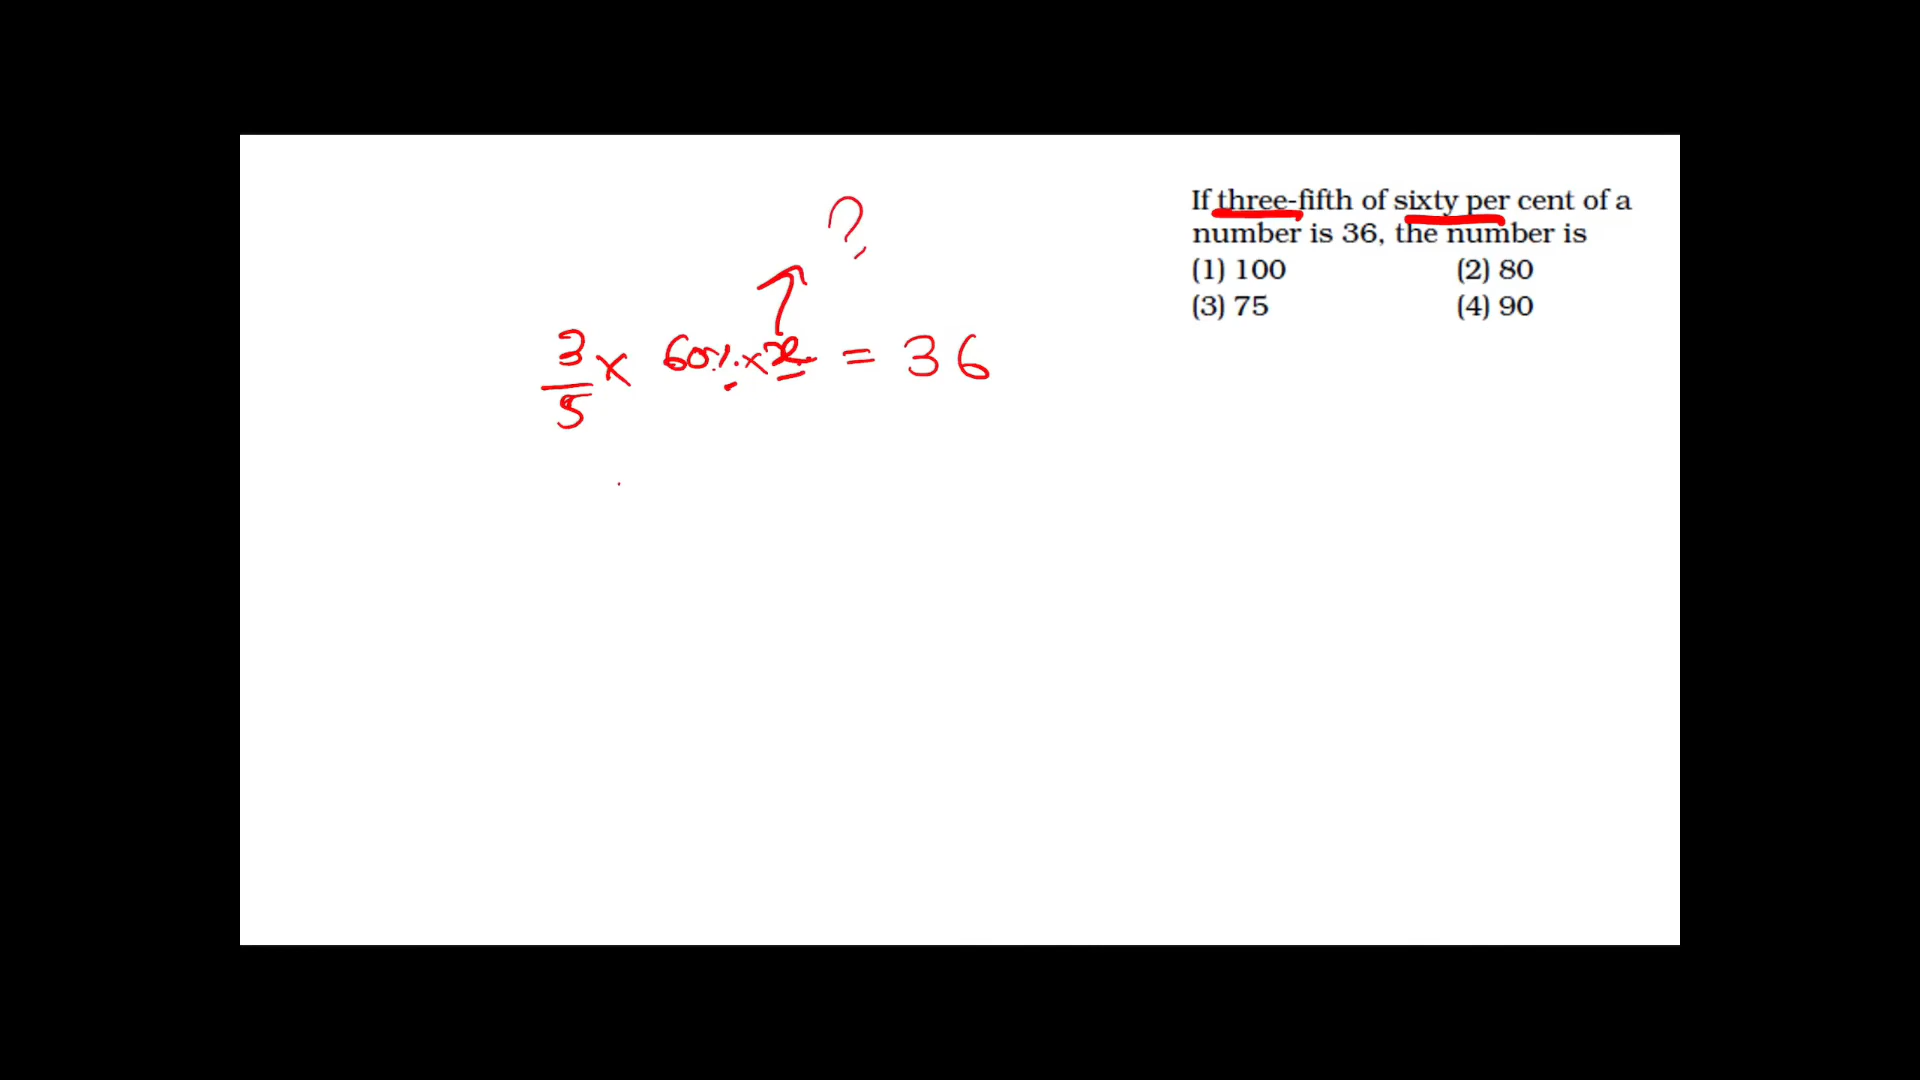 If three-fifth of sixty per cent of a
number is 36, the number is
(1) 100 (2) 80
(3) 75 (4) 90
?
3/5 × 60% × x = 36